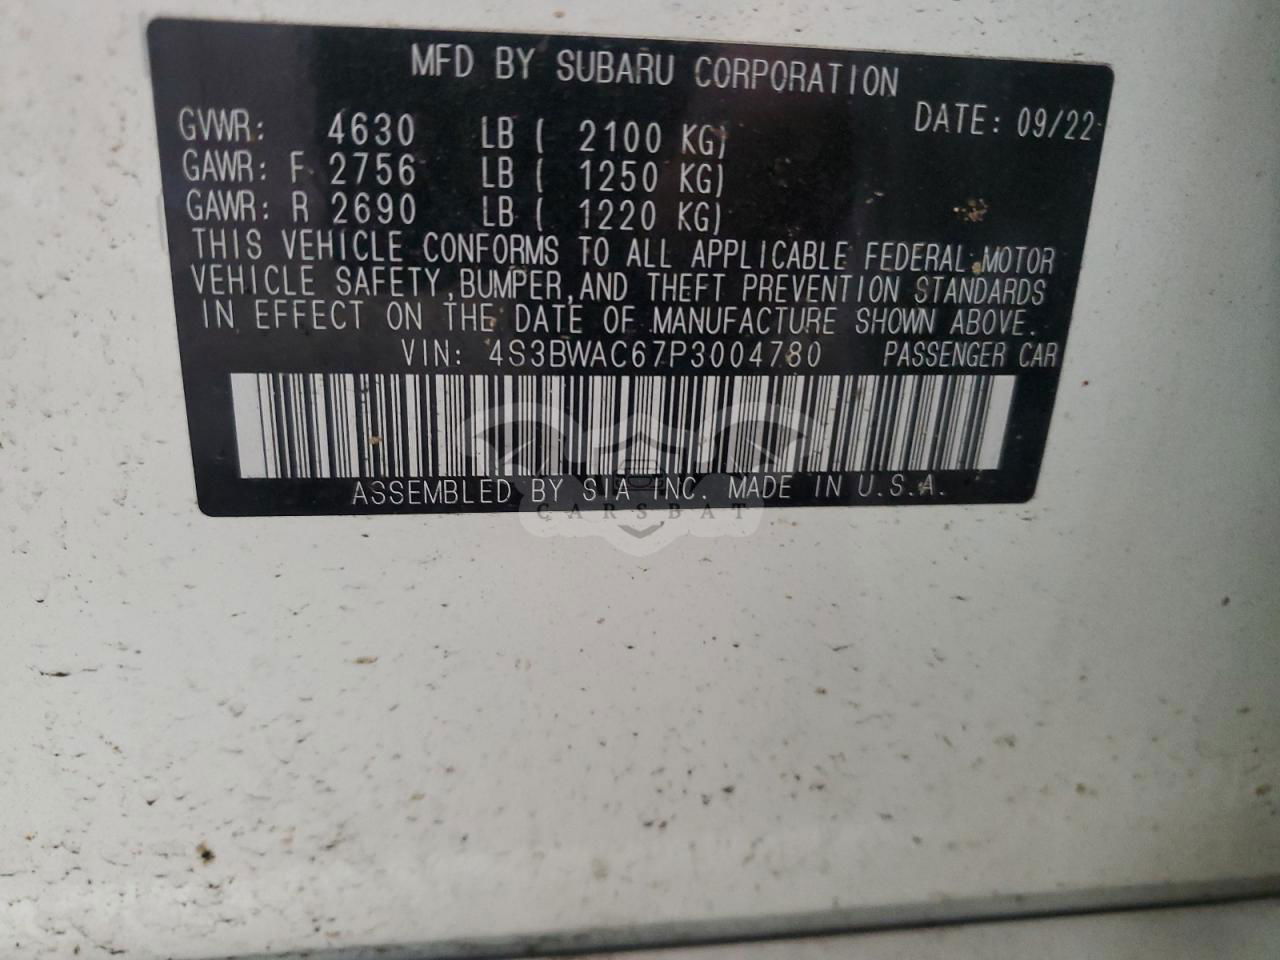 MFD BY SUBARU CORPORATION
DATE: 09/22
GVWR: 4630 LB ( 2100 KG)
GAWR: F 2756 LB ( 1250 KG)
GAWR: R 2690 LB ( 1220 KG)
THIS VEHICLE CONFORMS TO ALL APPLICABLE FEDERAL MOTOR
VEHICLE SAFETY,BUMPER,AND THEFT PREVENTION STANDARDS
IN EFFECT ON THE DATE OF MANUFACTURE SHOWN ABOVE.
VIN: 4S3BWAC67P3004780 PASSENGER CAR
ASSEMBLED BY SIA INC. MADE IN U.S.A.
CARSBAT